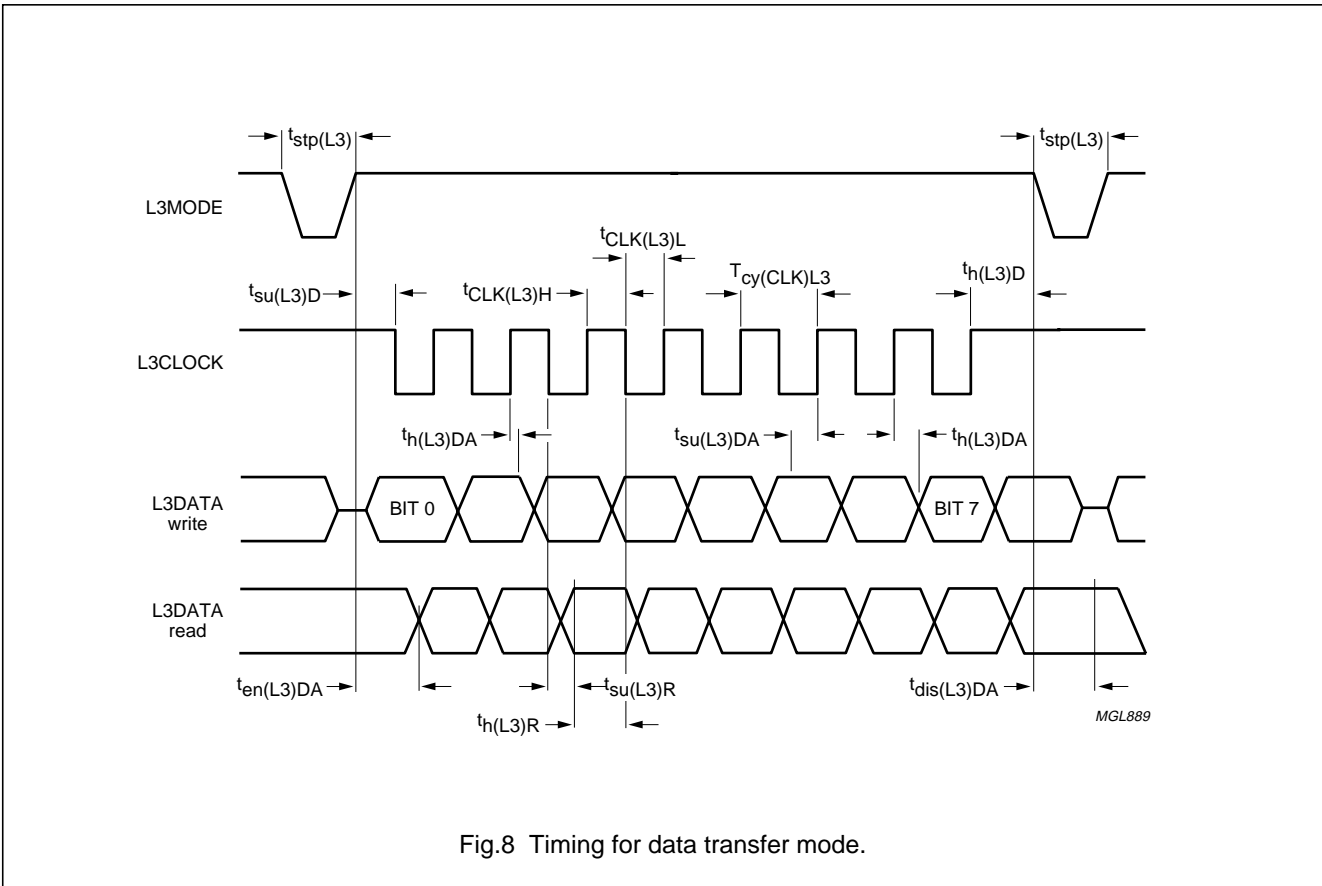 tstp(L3)
tstp(L3)
L3MODE
tCLK(L3)L
tsu(L3)D
tCLK(L3)H
Tcy(CLK)L3
th(L3)D
L3CLOCK
th(L3)DA
tsu(L3)DA
th(L3)DA
L3DATA
write
BIT 0
BIT 7
L3DATA
read
ten(L3)DA
tsu(L3)R
tdis(L3)DA
th(L3)R
MGL889
Fig.8 Timing for data transfer mode.